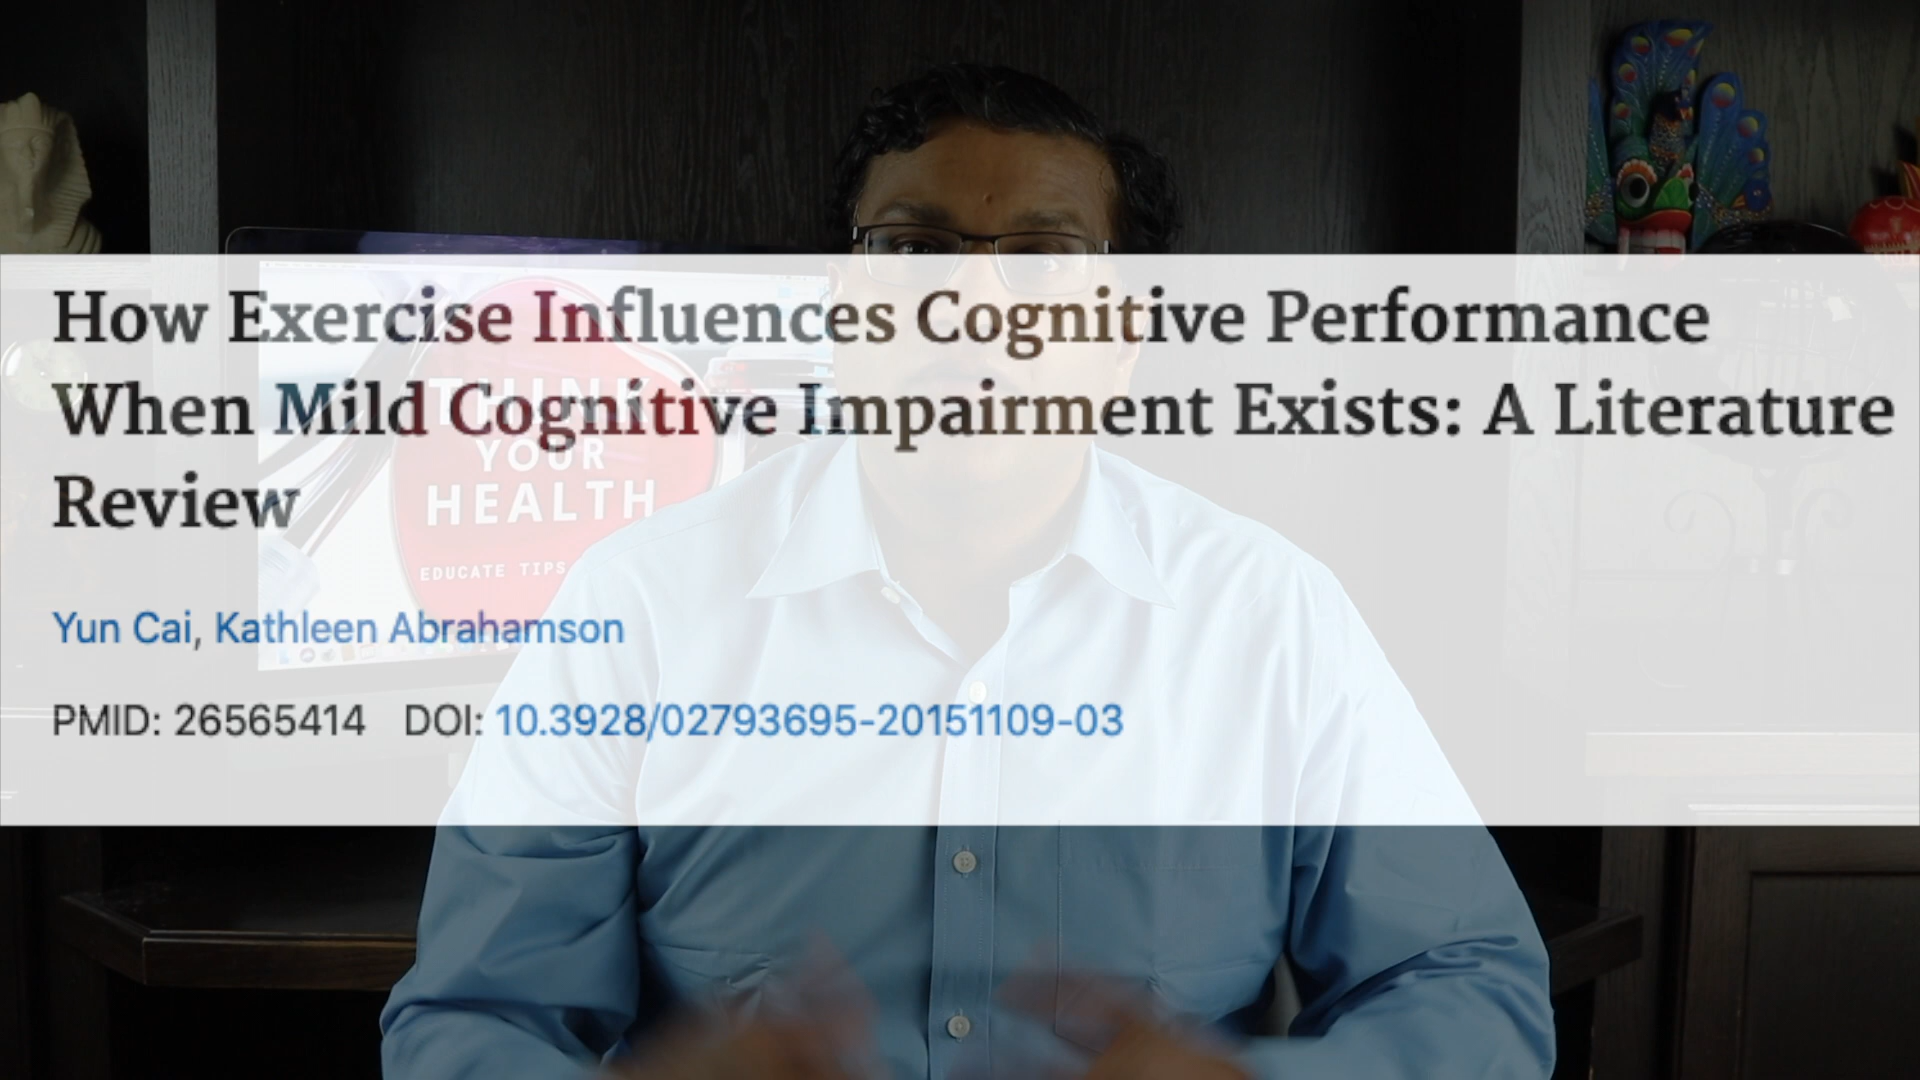 How Exercise Influences Cognitive Performance
When Mild Cognitive Impairment Exists: A Literature
Review
Yun Cai, Kathleen Abrahamson
PMID: 26565414 DOI: 10.3928/02793695-20151109-03
THINK
YOUR
HEALTH
EDUCATE TIPS